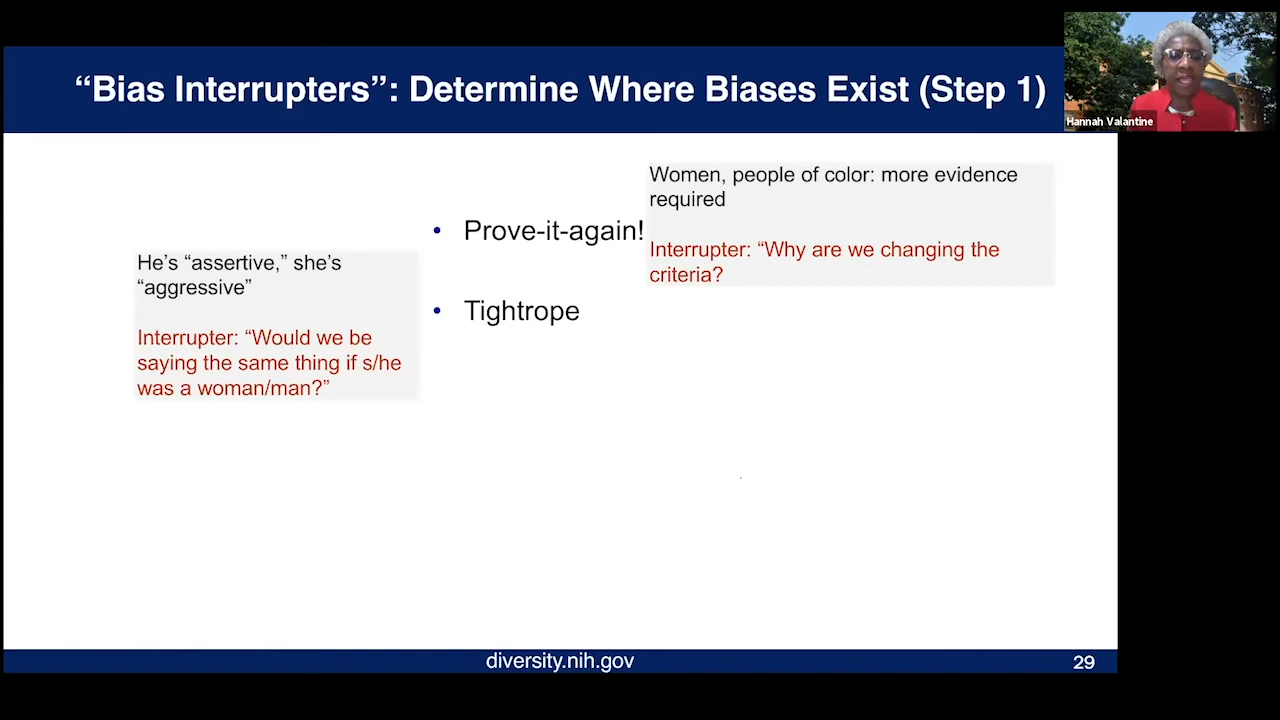 “Bias Interrupters”: Determine Where Biases Exist (Step 1)
Hannah Valantine
Women, people of color: more evidence
required
Interrupter: “Why are we changing the
criteria?
• Prove-it-again!
He’s “assertive,” she’s
“aggressive”
Interrupter: “Would we be
saying the same thing if s/he
was a woman/man?”
• Tightrope
diversity.nih.gov
29